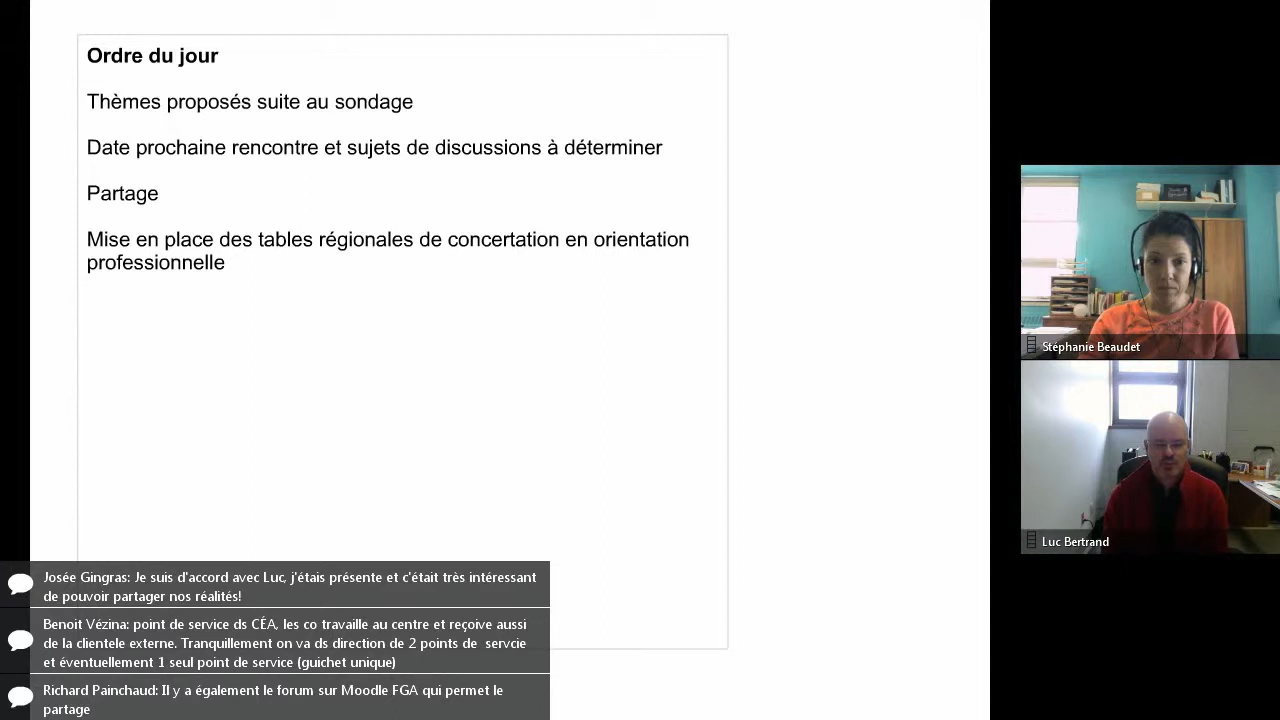 Ordre du jour
Thèmes proposés suite au sondage
Date prochaine rencontre et sujets de discussions à déterminer
Partage
Mise en place des tables régionales de concertation en orientation
professionnelle
Stéphanie Beaudet
Luc Bertrand
Josée Gingras: Je suis d'accord avec Luc, j'étais présente et c'était très intéressant
de pouvoir partager nos réalités!
Benoit Vézina: point de service ds CÉA, les co travaille au centre et reçoive aussi
de la clientele externe. Tranquillement on va ds direction de 2 points de servcie
et éventuellement 1 seul point de service (guichet unique)
Richard Painchaud: Il y a également le forum sur Moodle FGA qui permet le
partage